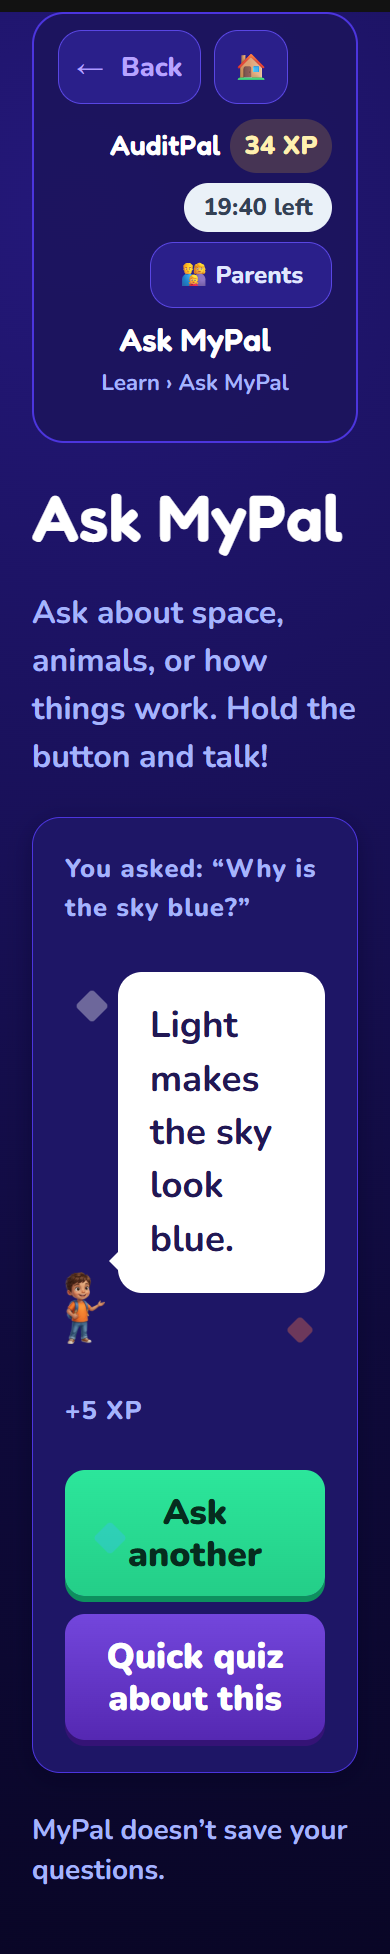 ← Back
AuditPal 34 XP
19:40 left
Parents
Ask MyPal
Learn › Ask MyPal
Ask MyPal
Ask about space,
animals, or how
things work. Hold the
button and talk!
You asked: “Why is
the sky blue?”
Light
makes
the sky
look
blue.
+5 XP
Ask
another
Quick quiz
about this
MyPal doesn’t save your
questions.